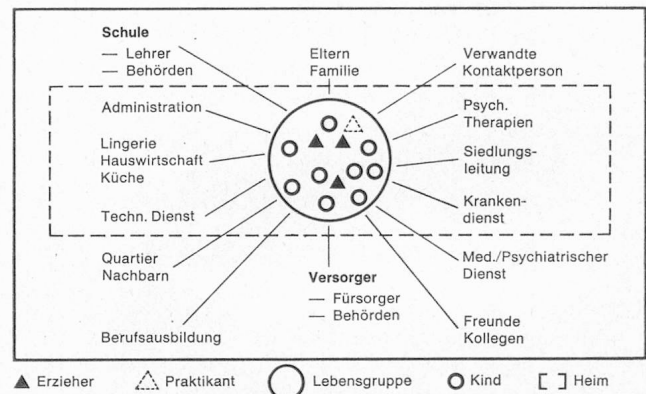 Schule
— Lehrer
— Behörden
Eltern
Familie
Verwandte
Kontaktperson
Administration
Psych.
Therapien
Lingerie
Hauswirtschaft
Küche
Siedlungs-
leitung
Techn. Dienst
Kranken-
dienst
Quartier
Nachbarn
Versorger
— Fürsorger
— Behörden
Med./Psychiatrischer
Dienst
Berufsausbildung
Freunde
Kollegen
Erzieher
Praktikant
Lebensgruppe
Kind
Heim